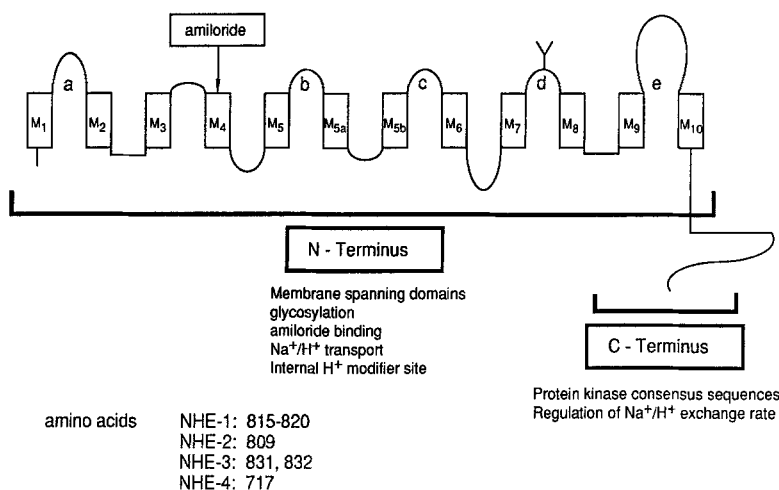 amiloride
a
b
c
d
e
M1
M2
M3
M4
M5
M5a
M5b
M6
M7
M8
M9
M10
N - Terminus
Membrane spanning domains
glycosylation
amiloride binding
Na+/H+ transport
Internal H+ modifier site
C - Terminus
Protein kinase consensus sequences
Regulation of Na+/H+ exchange rate
amino acids NHE-1: 815-820
NHE-2: 809
NHE-3: 831, 832
NHE-4: 717